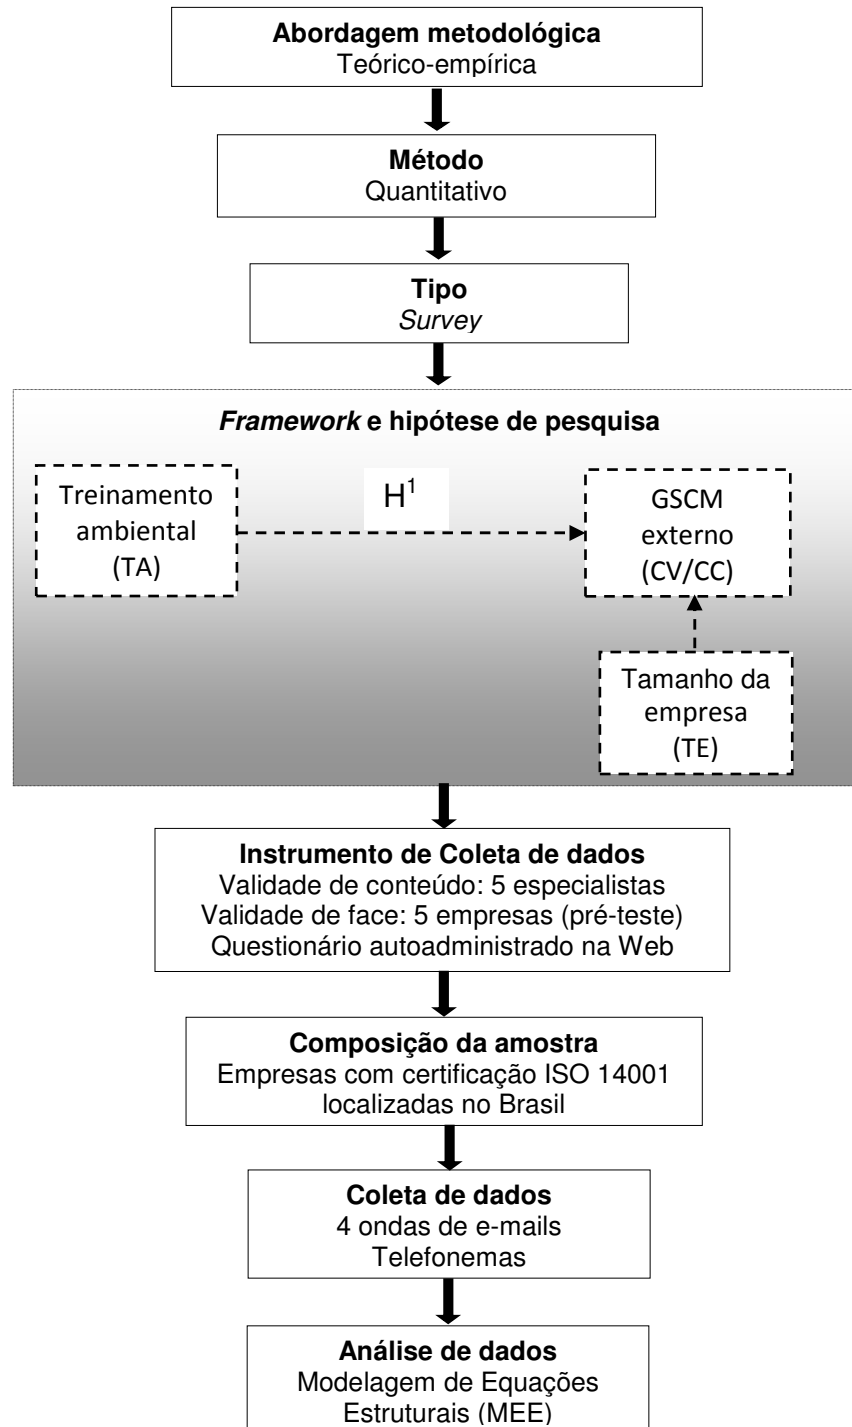 Abordagem metodológica
Teórico-empírica
Método
Quantitativo
Tipo
Survey
Framework e hipótese de pesquisa
Treinamento
ambiental
(TA)
H¹
GSCM
externo
(CV/CC)
Tamanho da
empresa
(TE)
Instrumento de Coleta de dados
Validade de conteúdo: 5 especialistas
Validade de face: 5 empresas (pré-teste)
Questionário autoadministrado na Web
Composição da amostra
Empresas com certificação ISO 14001
localizadas no Brasil
Coleta de dados
4 ondas de e-mails
Telefonemas
Análise de dados
Modelagem de Equações
Estruturais (MEE)